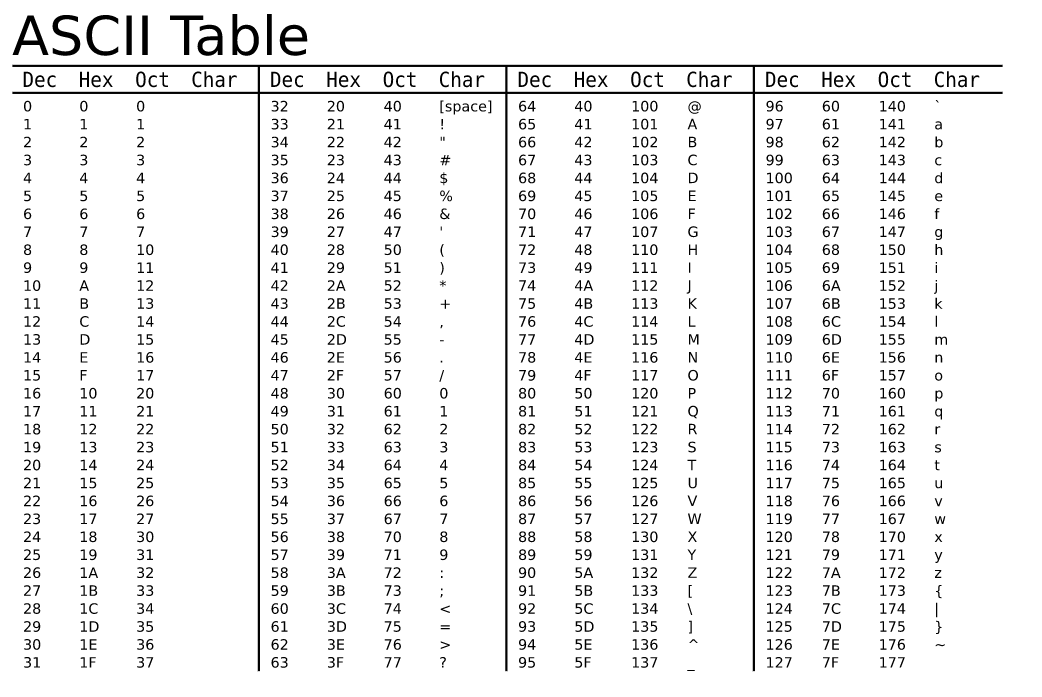 ASCII Table
Dec Hex Oct Char Dec Hex Oct Char Dec Hex Oct Char Dec Hex Oct Char
0 0 0 32 20 40 [space] 64 40 100 @ 96 60 140 `
1 1 1 33 21 41 ! 65 41 101 A 97 61 141 a
2 2 2 34 22 42 " 66 42 102 B 98 62 142 b
3 3 3 35 23 43 # 67 43 103 C 99 63 143 c
4 4 4 36 24 44 $ 68 44 104 D 100 64 144 d
5 5 5 37 25 45 % 69 45 105 E 101 65 145 e
6 6 6 38 26 46 & 70 46 106 F 102 66 146 f
7 7 7 39 27 47 ' 71 47 107 G 103 67 147 g
8 8 10 40 28 50 ( 72 48 110 H 104 68 150 h
9 9 11 41 29 51 ) 73 49 111 I 105 69 151 i
10 A 12 42 2A 52 * 74 4A 112 J 106 6A 152 j
11 B 13 43 2B 53 + 75 4B 113 K 107 6B 153 k
12 C 14 44 2C 54 , 76 4C 114 L 108 6C 154 l
13 D 15 45 2D 55 - 77 4D 115 M 109 6D 155 m
14 E 16 46 2E 56 . 78 4E 116 N 110 6E 156 n
15 F 17 47 2F 57 / 79 4F 117 O 111 6F 157 o
16 10 20 48 30 60 0 80 50 120 P 112 70 160 p
17 11 21 49 31 61 1 81 51 121 Q 113 71 161 q
18 12 22 50 32 62 2 82 52 122 R 114 72 162 r
19 13 23 51 33 63 3 83 53 123 S 115 73 163 s
20 14 24 52 34 64 4 84 54 124 T 116 74 164 t
21 15 25 53 35 65 5 85 55 125 U 117 75 165 u
22 16 26 54 36 66 6 86 56 126 V 118 76 166 v
23 17 27 55 37 67 7 87 57 127 W 119 77 167 w
24 18 30 56 38 70 8 88 58 130 X 120 78 170 x
25 19 31 57 39 71 9 89 59 131 Y 121 79 171 y
26 1A 32 58 3A 72 : 90 5A 132 Z 122 7A 172 z
27 1B 33 59 3B 73 ; 91 5B 133 [ 123 7B 173 {
28 1C 34 60 3C 74 < 92 5C 134 \ 124 7C 174 |
29 1D 35 61 3D 75 = 93 5D 135 ] 125 7D 175 }
30 1E 36 62 3E 76 > 94 5E 136 ^ 126 7E 176 ~
31 1F 37 63 3F 77 ? 95 5F 137 _ 127 7F 177